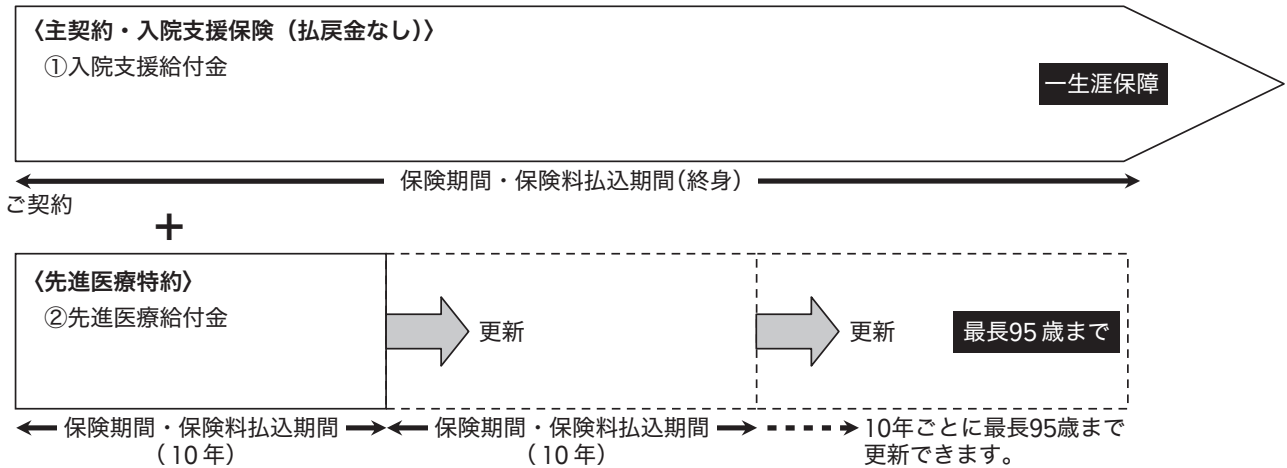 〈主契約・入院支援保険（払戻金なし）〉
①入院支援給付金
一生涯保障
保険期間・保険料払込期間（終身）
ご契約
+
〈先進医療特約〉
②先進医療給付金
更新
更新
最長95歳まで
保険期間・保険料払込期間
（10年）
保険期間・保険料払込期間
（10年）
10年ごとに最長95歳まで
更新できます。